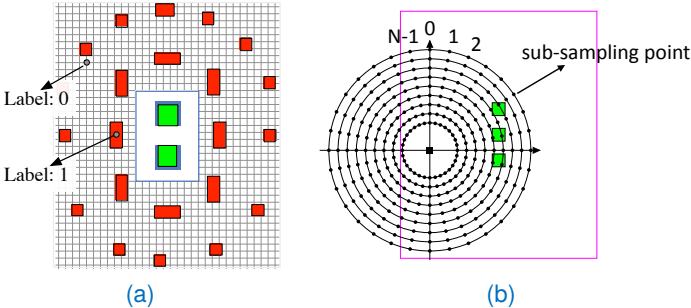 Label: 0
Label: 1
(a)
N-1 0 1 2
sub-sampling point
(b)